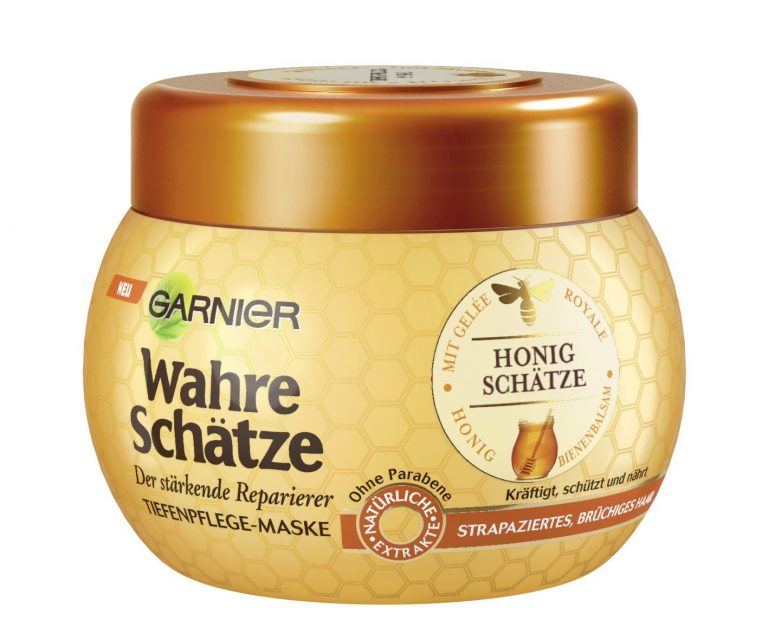 NEU
GARNIER
Wahre
Schätze
Der stärkende Reparierer
TIEFENPFLEGE-MASKE
Ohne Parabene
NATÜRLICHE
EXTRAKTE
MIT GELÉE ROYALE
HONIG
SCHÄTZE
HONIG
BIENENBALSAM
Kräftigt, schützt und nährt
STRAPAZIERTES, BRÜCHIGES HAAR